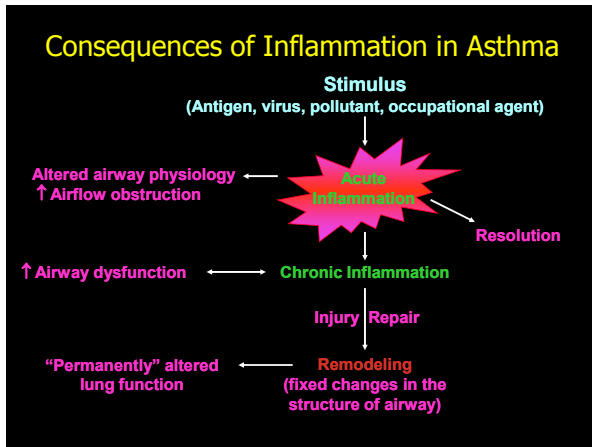 Consequences of Inflammation in Asthma
Stimulus
(Antigen, virus, pollutant, occupational agent)
Altered airway physiology
↑ Airflow obstruction
Acute
Inflammation
Resolution
↑ Airway dysfunction
Chronic Inflammation
Injury Repair
“Permanently” altered
lung function
Remodeling
(fixed changes in the
structure of airway)